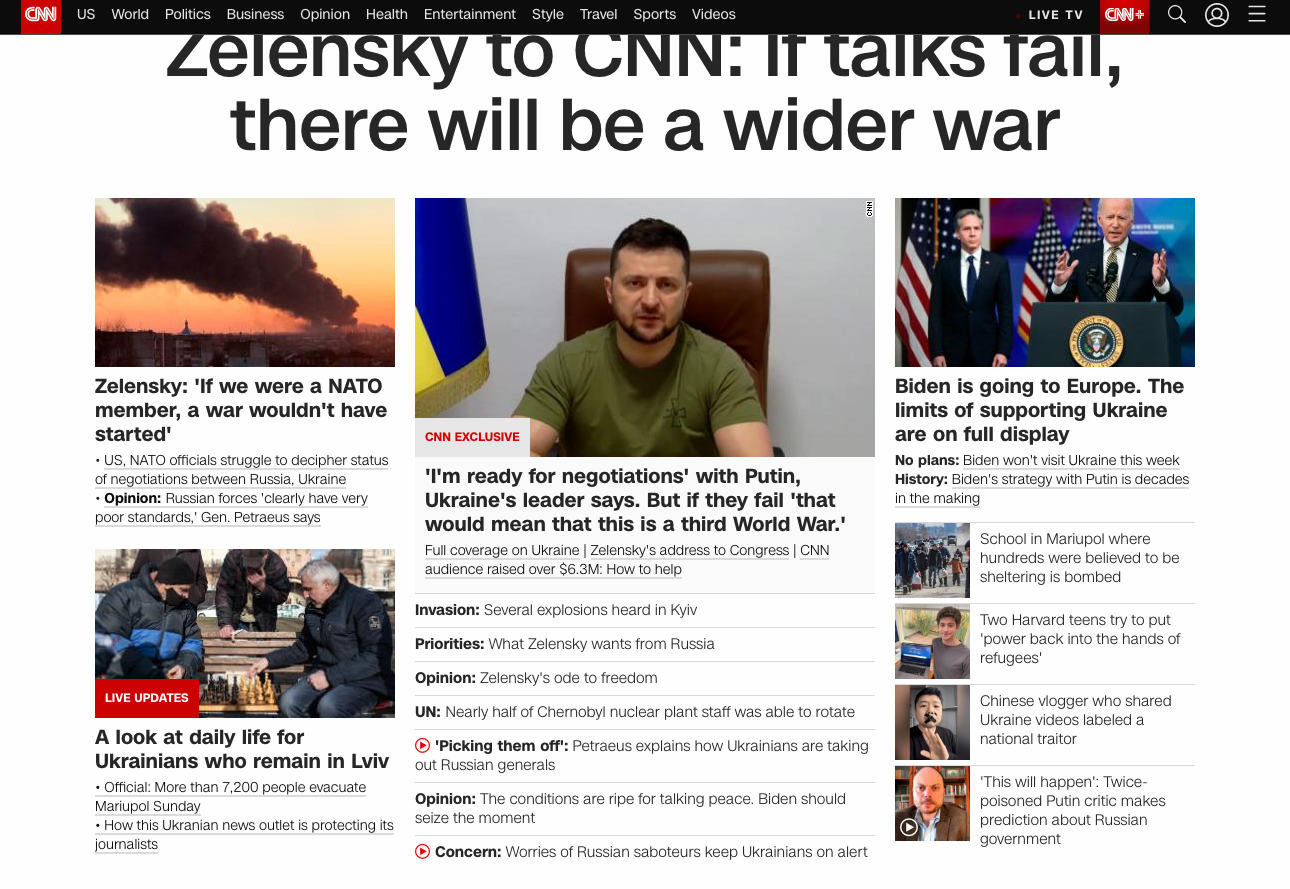 CNN US World Politics Business Opinion Health Entertainment Style Travel Sports Videos LIVE TV CNN+
Zelensky to CNN: If talks fail,
there will be a wider war
Zelensky: 'If we were a NATO
member, a war wouldn't have
started'
• US, NATO officials struggle to decipher status
of negotiations between Russia, Ukraine
• Opinion: Russian forces 'clearly have very
poor standards,' Gen. Petraeus says
LIVE UPDATES
A look at daily life for
Ukrainians who remain in Lviv
• Official: More than 7,200 people evacuate
Mariupol Sunday
• How this Ukranian news outlet is protecting its
journalists
CNN
CNN EXCLUSIVE
'I'm ready for negotiations' with Putin,
Ukraine's leader says. But if they fail 'that
would mean that this is a third World War.'
Full coverage on Ukraine | Zelensky's address to Congress | CNN
audience raised over $6.3M: How to help
Invasion: Several explosions heard in Kyiv
Priorities: What Zelensky wants from Russia
Opinion: Zelensky's ode to freedom
UN: Nearly half of Chernobyl nuclear plant staff was able to rotate
'Picking them off': Petraeus explains how Ukrainians are taking
out Russian generals
Opinion: The conditions are ripe for talking peace. Biden should
seize the moment
Concern: Worries of Russian saboteurs keep Ukrainians on alert
Biden is going to Europe. The
limits of supporting Ukraine
are on full display
No plans: Biden won't visit Ukraine this week
History: Biden's strategy with Putin is decades
in the making
School in Mariupol where
hundreds were believed to be
sheltering is bombed
Two Harvard teens try to put
'power back into the hands of
refugees'
Chinese vlogger who shared
Ukraine videos labeled a
national traitor
'This will happen': Twice-
poisoned Putin critic makes
prediction about Russian
government